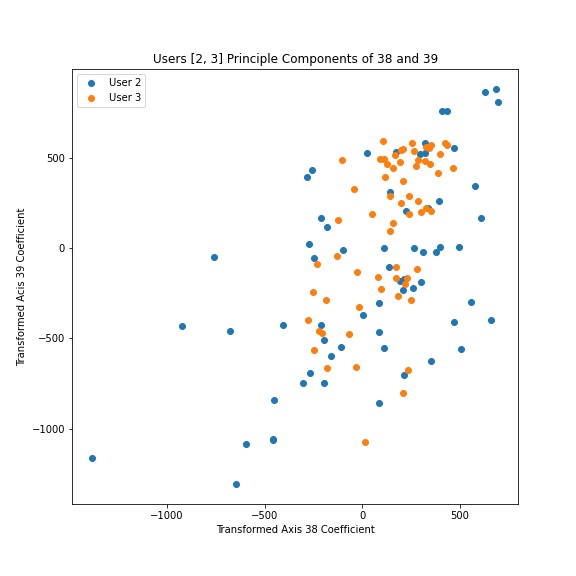 Users [2, 3] Principle Components of 38 and 39
User 2
User 3
Transformed Acis 39 Coefficient
500
0
−500
−1000
−1000
−500
0
500
Transformed Axis 38 Coefficient